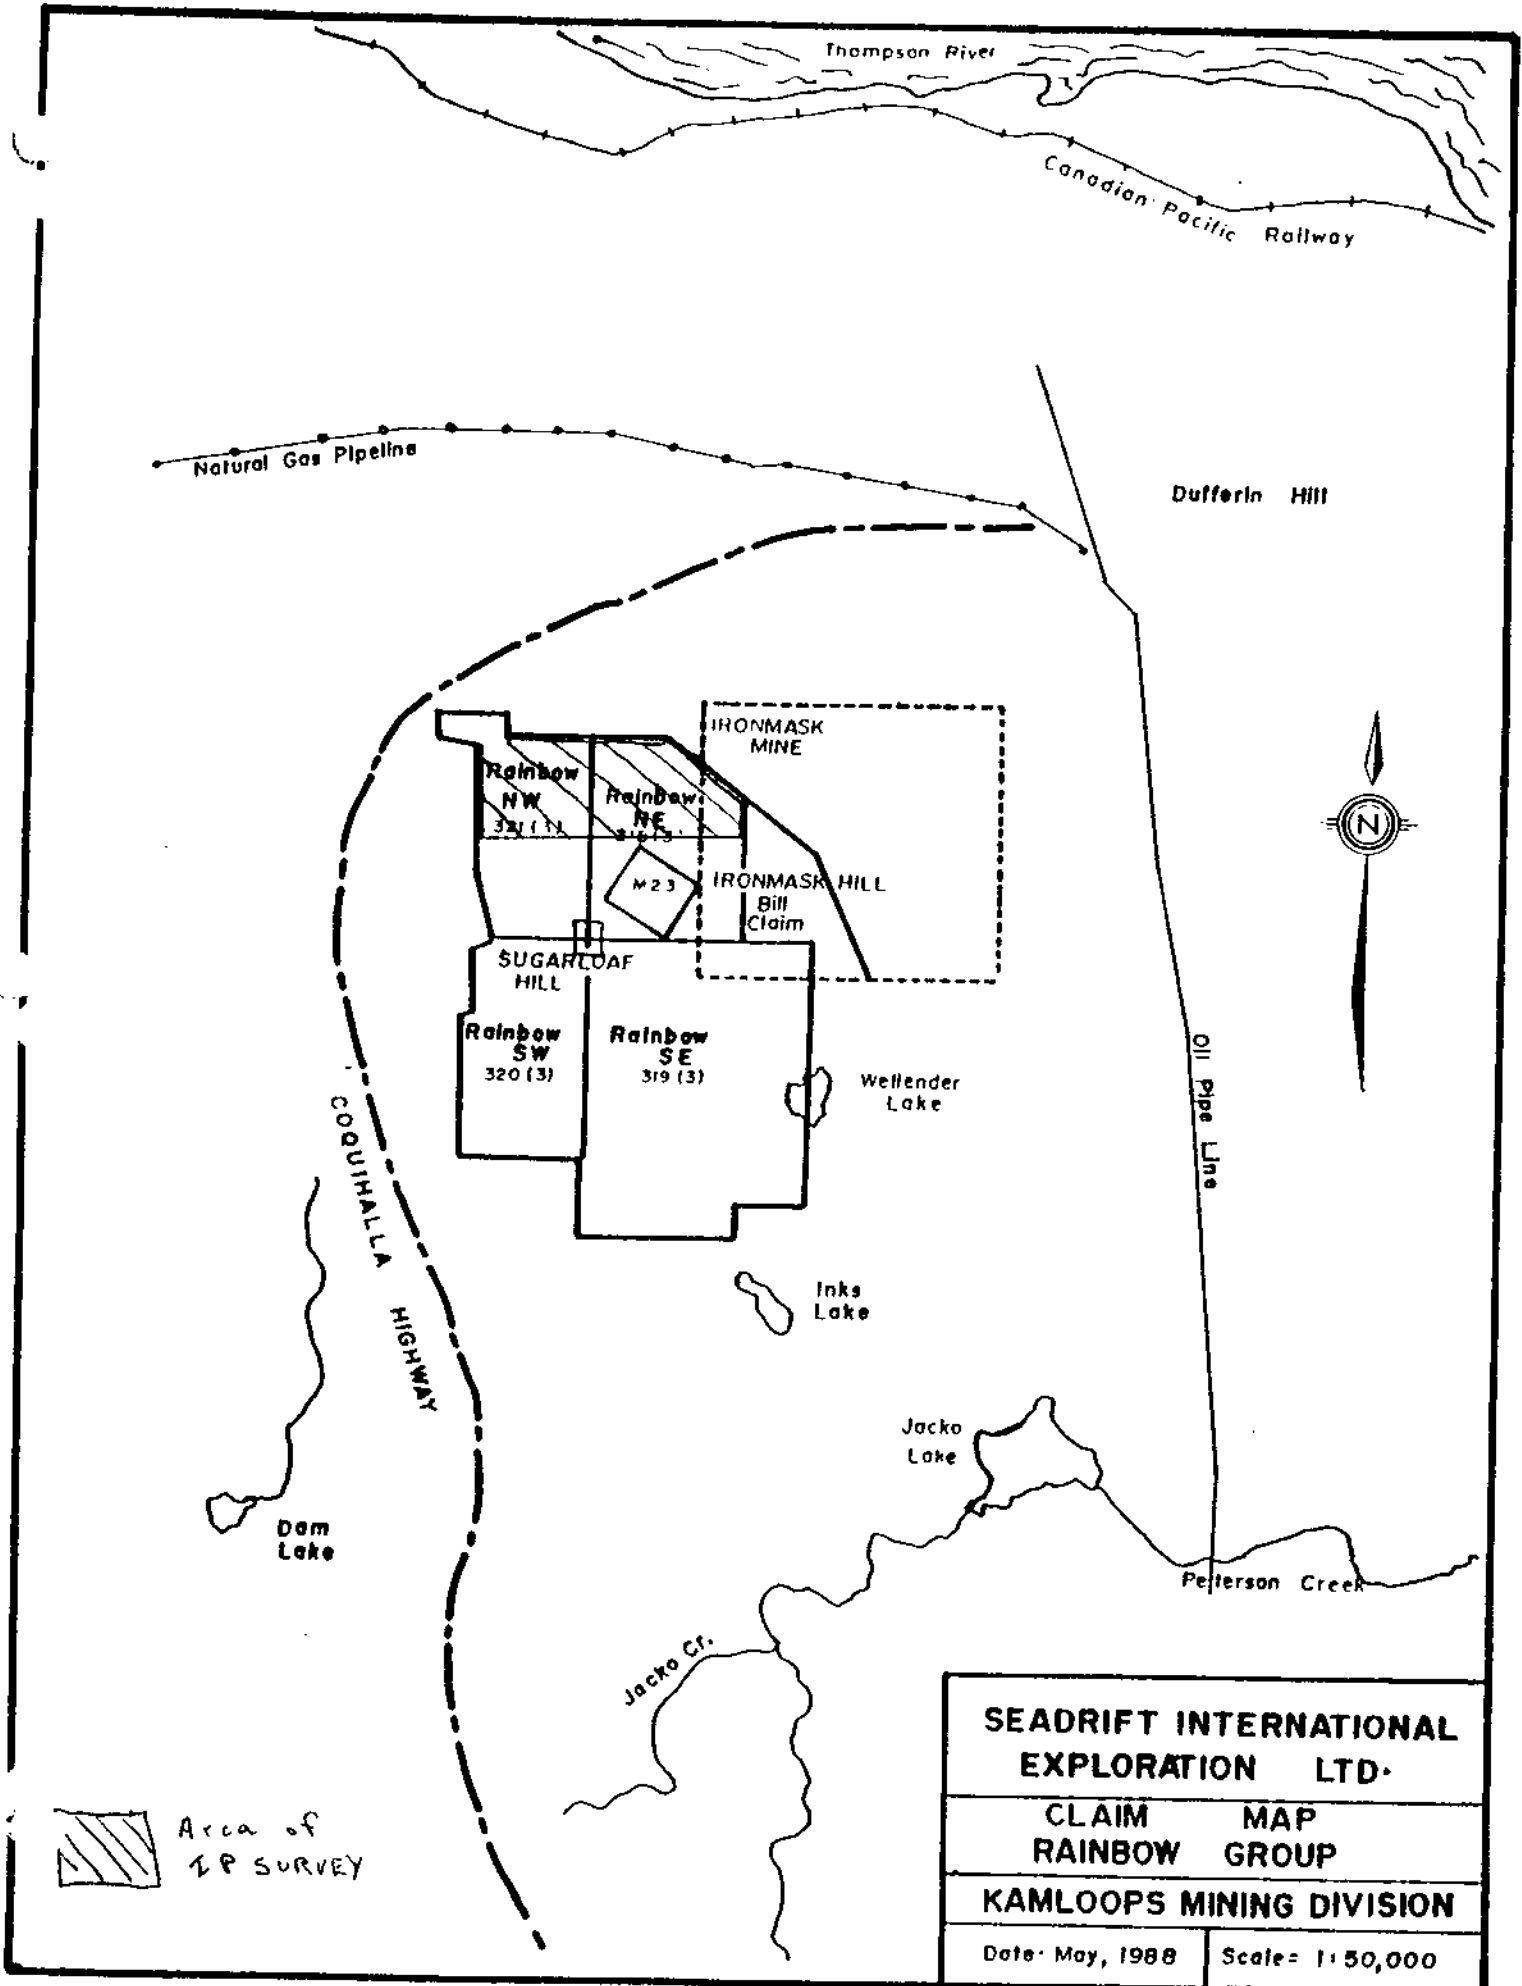 Thompson River
Canadian Pacific Railway
Natural Gas Pipeline
Dufferin Hill
IRONMASK
MINE
Rainbow
NW
321 (3)
Rainbow
NE
N
M23
IRONMASK HILL
Bill
Claim
SUGARLOAF
HILL
Rainbow
SW
320 (3)
Rainbow
SE
319 (3)
Wellender
Lake
Oil Pipe Line
COQUIHALLA HIGHWAY
Inks
Lake
Jacko
Lake
Dam
Lake
Peterson Creek
Jacko Cr.
SEADRIFT INTERNATIONAL
EXPLORATION LTD.
CLAIM MAP
RAINBOW GROUP
KAMLOOPS MINING DIVISION
Date: May, 1988
Scale= 1:50,000
Area of
IP SURVEY